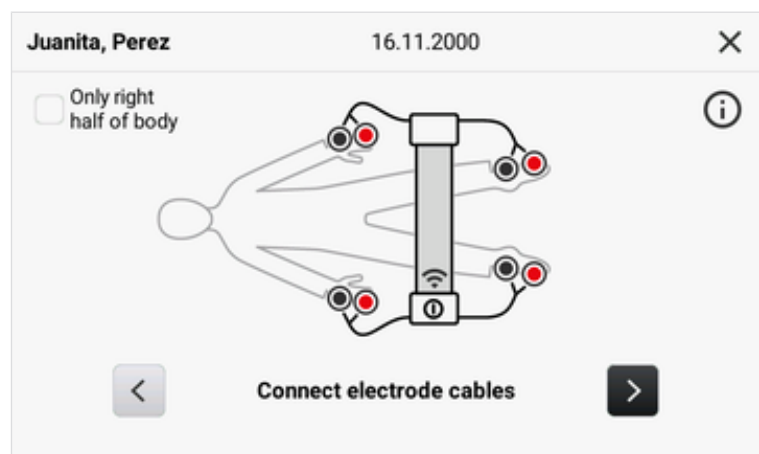 Juanita, Perez
16.11.2000
Only right
half of body
Connect electrode cables